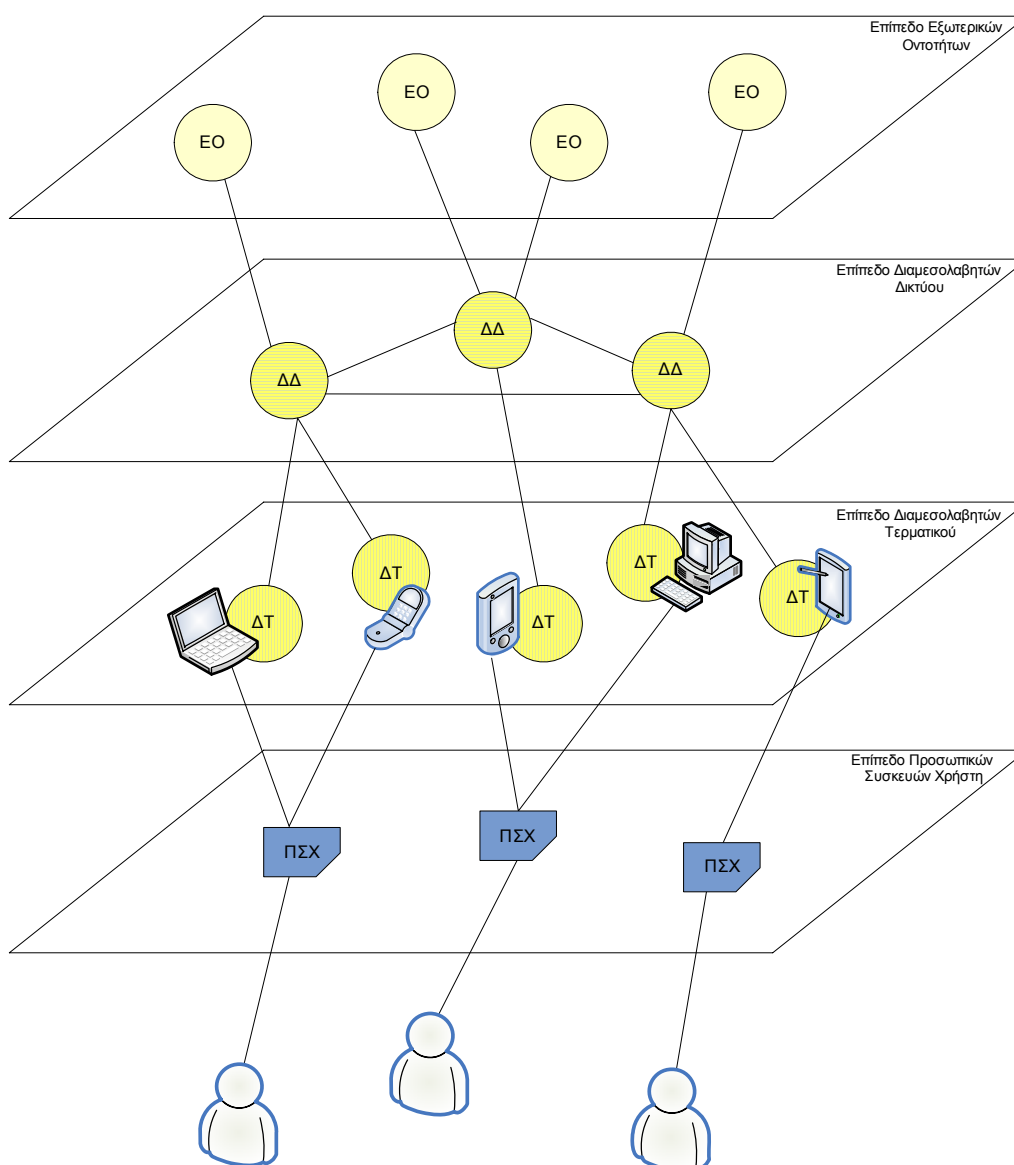 Επίπεδο Εξωτερικών
Οντοτήτων
ΕΟ
ΕΟ
ΕΟ
ΕΟ
Επίπεδο Διαμεσολαβητών
Δικτύου
ΔΔ
ΔΔ
ΔΔ
Επίπεδο Διαμεσολαβητών
Τερματικού
ΔΤ
ΔΤ
ΔΤ
ΔΤ
ΔΤ
Επίπεδο Προσωπικών
Συσκευών Χρήστη
ΠΣΧ
ΠΣΧ
ΠΣΧ